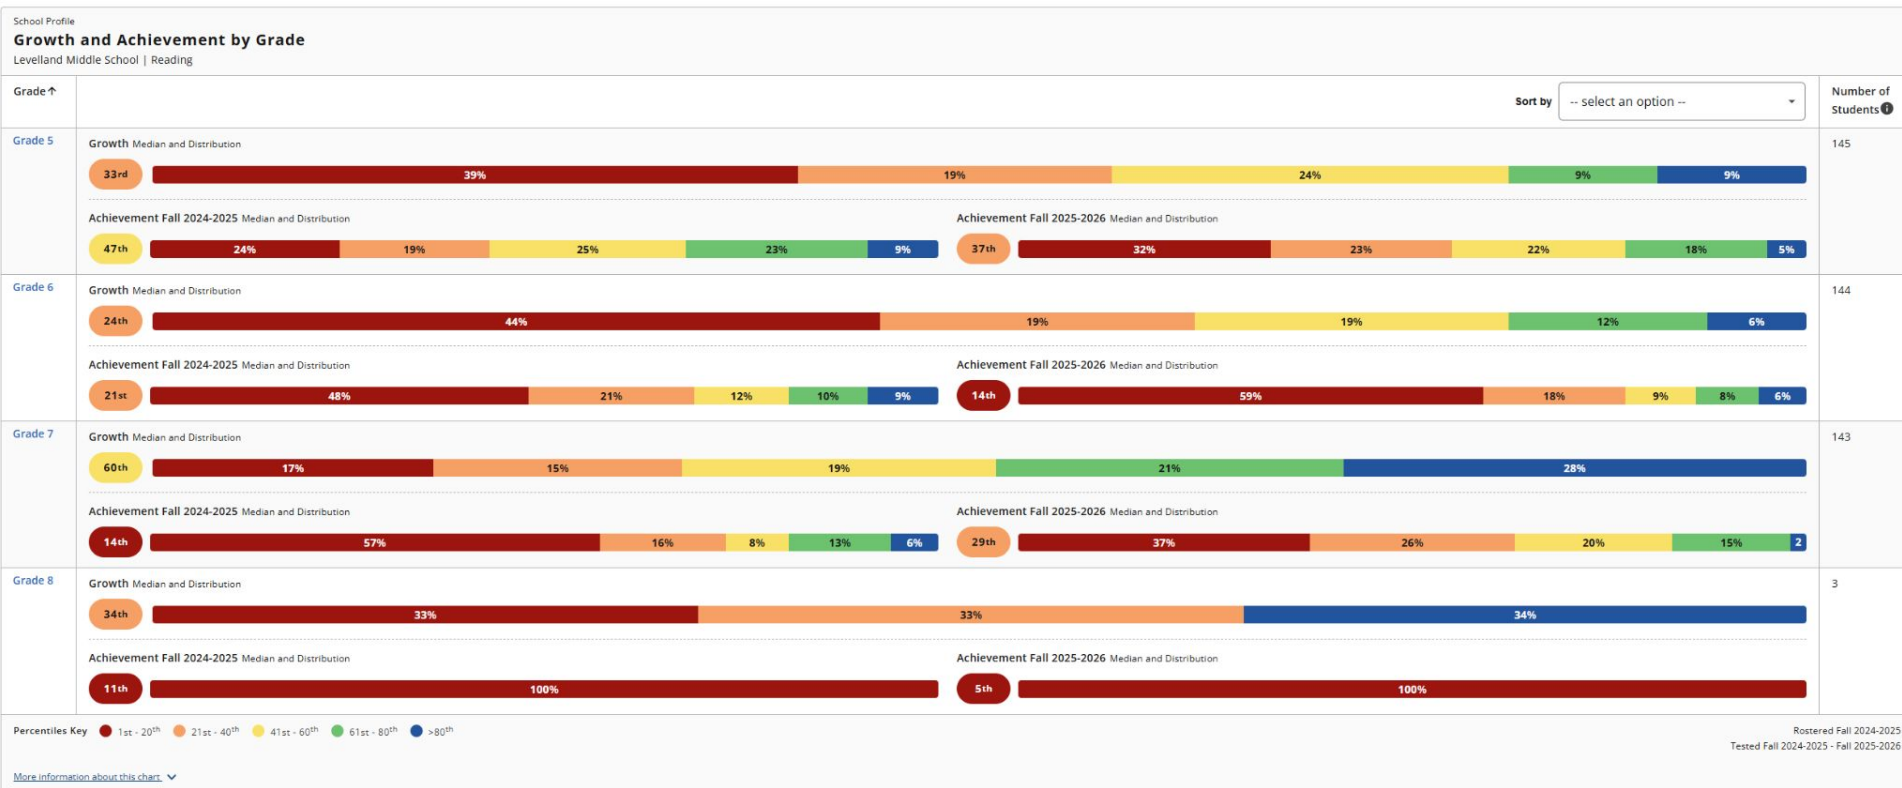 School Profile
Growth and Achievement by Grade
Levelland Middle School | Reading
Grade↑
Sort by
-- select an option --
Number of
Students
Grade 5
Growth Median and Distribution
145
33rd
39%
19%
24%
9%
9%
Achievement Fall 2024-2025 Median and Distribution
Achievement Fall 2025-2026 Median and Distribution
47th
24%
19%
25%
23%
9%
37th
32%
23%
22%
18%
5%
Grade 6
Growth Median and Distribution
144
24th
44%
19%
19%
12%
6%
Achievement Fall 2024-2025 Median and Distribution
Achievement Fall 2025-2026 Median and Distribution
21st
48%
21%
12%
10%
9%
14th
59%
18%
9%
8%
6%
Grade 7
Growth Median and Distribution
143
60th
17%
15%
19%
21%
28%
Achievement Fall 2024-2025 Median and Distribution
Achievement Fall 2025-2026 Median and Distribution
14th
57%
16%
8%
13%
6%
29th
37%
26%
20%
15%
2
Grade 8
Growth Median and Distribution
3
34th
33%
33%
34%
Achievement Fall 2024-2025 Median and Distribution
Achievement Fall 2025-2026 Median and Distribution
11th
100%
5th
100%
Percentiles Key
1st - 20th
21st - 40th
41st - 60th
61st - 80th
>80th
Rostered Fall 2024-2025
Tested Fall 2024-2025 - Fall 2025-2026
More information about this chart